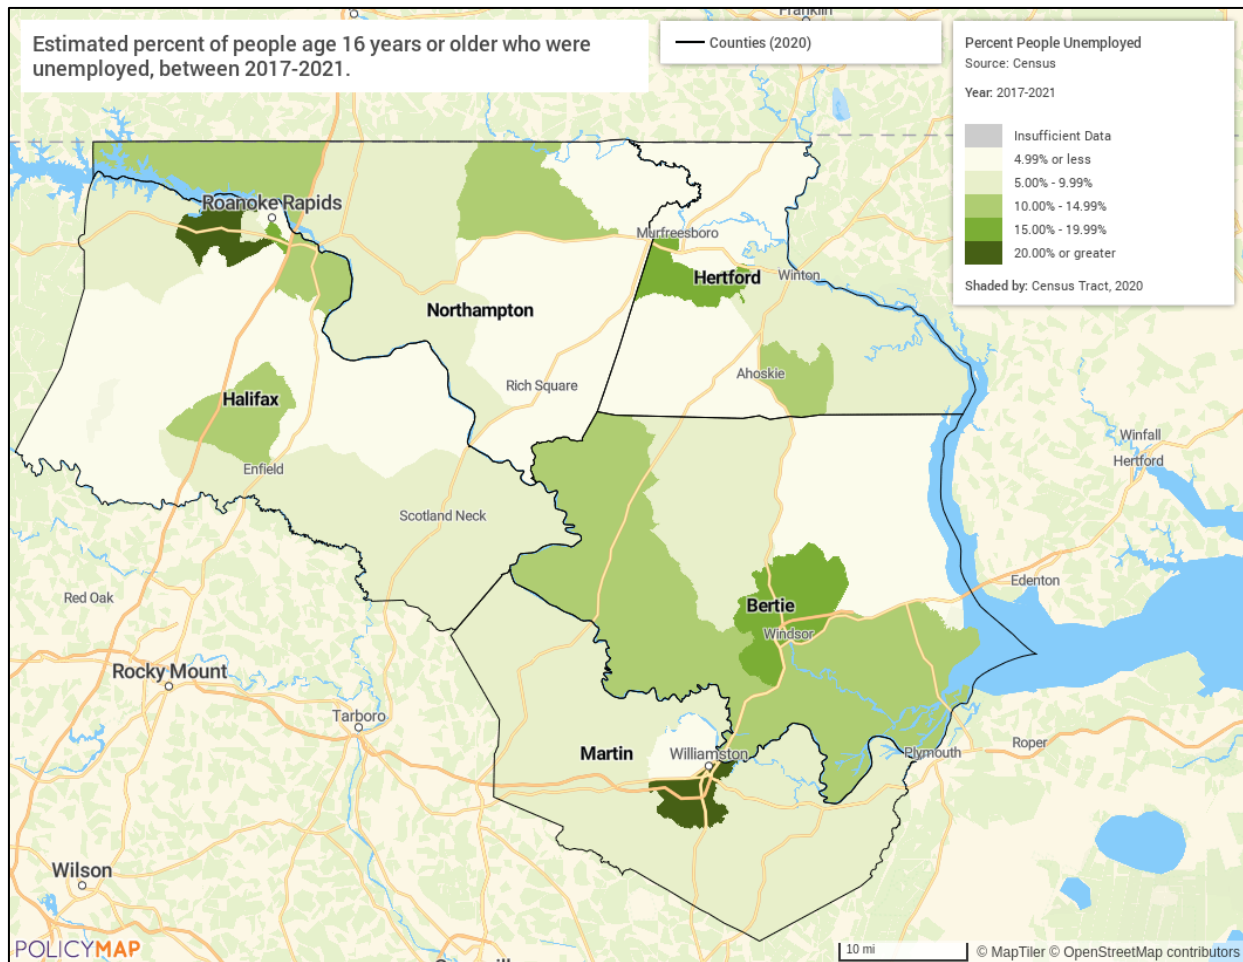 Estimated percent of people age 16 years or older who were
unemployed, between 2017-2021.
Counties (2020)
Percent People Unemployed
Source: Census
Year: 2017-2021
Insufficient Data
4.99% or less
5.00% - 9.99%
10.00% - 14.99%
15.00% - 19.99%
20.00% or greater
Shaded by: Census Tract, 2020
Franklin
Roanoke Rapids
Murfreesboro
Hertford
Winton
Northampton
Ahoskie
Rich Square
Halifax
Winfall
Hertford
Enfield
Scotland Neck
Edenton
Red Oak
Bertie
Windsor
Rocky Mount
Tarboro
Roper
Martin
Williamston
Plymouth
Wilson
POLICYMAP
10 mi
© MapTiler © OpenStreetMap contributors